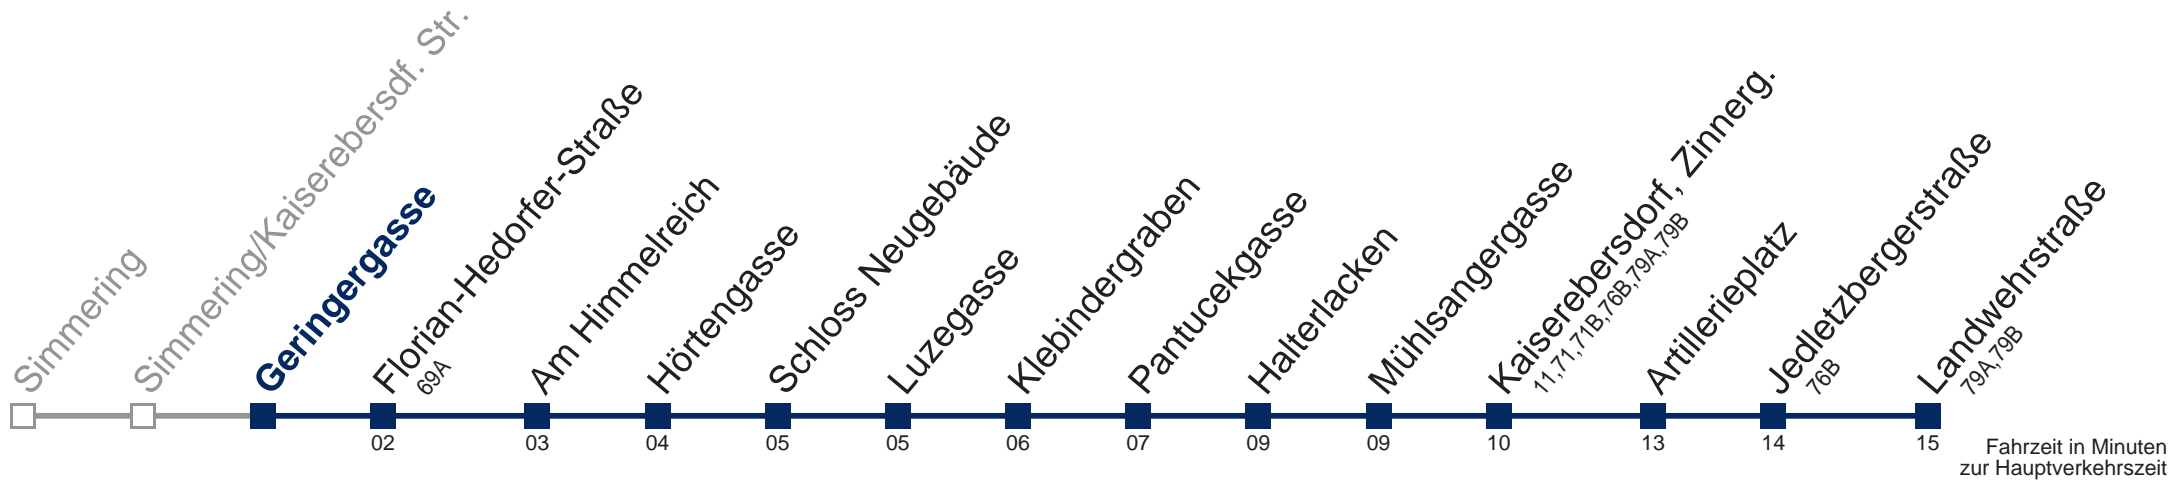 Simmering
Simmering/Kaiserebersdf. Str.
Geringergasse
Florian-Hedorfer-Straße
69A
Am Himmelreich
Hörtengasse
Schloss Neugebäude
Luzegasse
Klebindergraben
Pantucekgasse
Halterlacken
Mühlsangergasse
Kaiserebersdorf, Zinnerg.
11,71,71B,76B,79A,79B
Artillerieplatz
Jedletzbergerstraße
76B
Landwehrstraße
79A,79B
02 03 04 05 05 06 07 09 09 10 13 14 15
Fahrzeit in Minuten
zur Hauptverkehrszeit